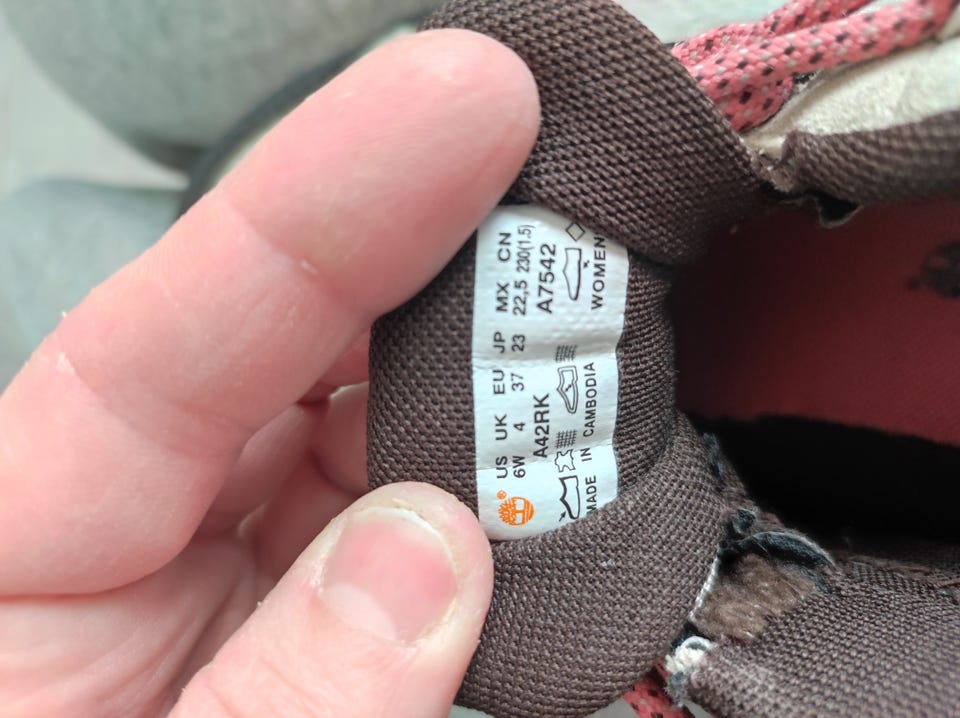 US UK EU JP MX CN
6W 4 37 23 22,5 230(1.5)
A42RK A7542
MADE IN CAMBODIA WOMEN
®